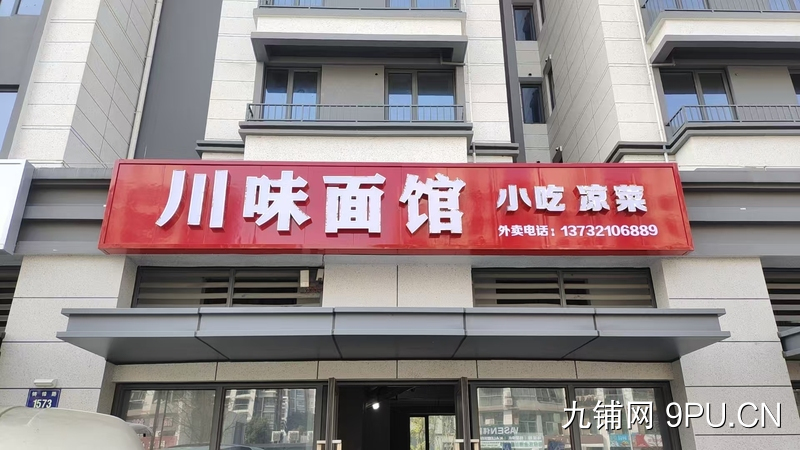 川味面馆
小吃 凉菜
外卖电话：13732106889
1573
VASEN
九铺网 9PU.CN